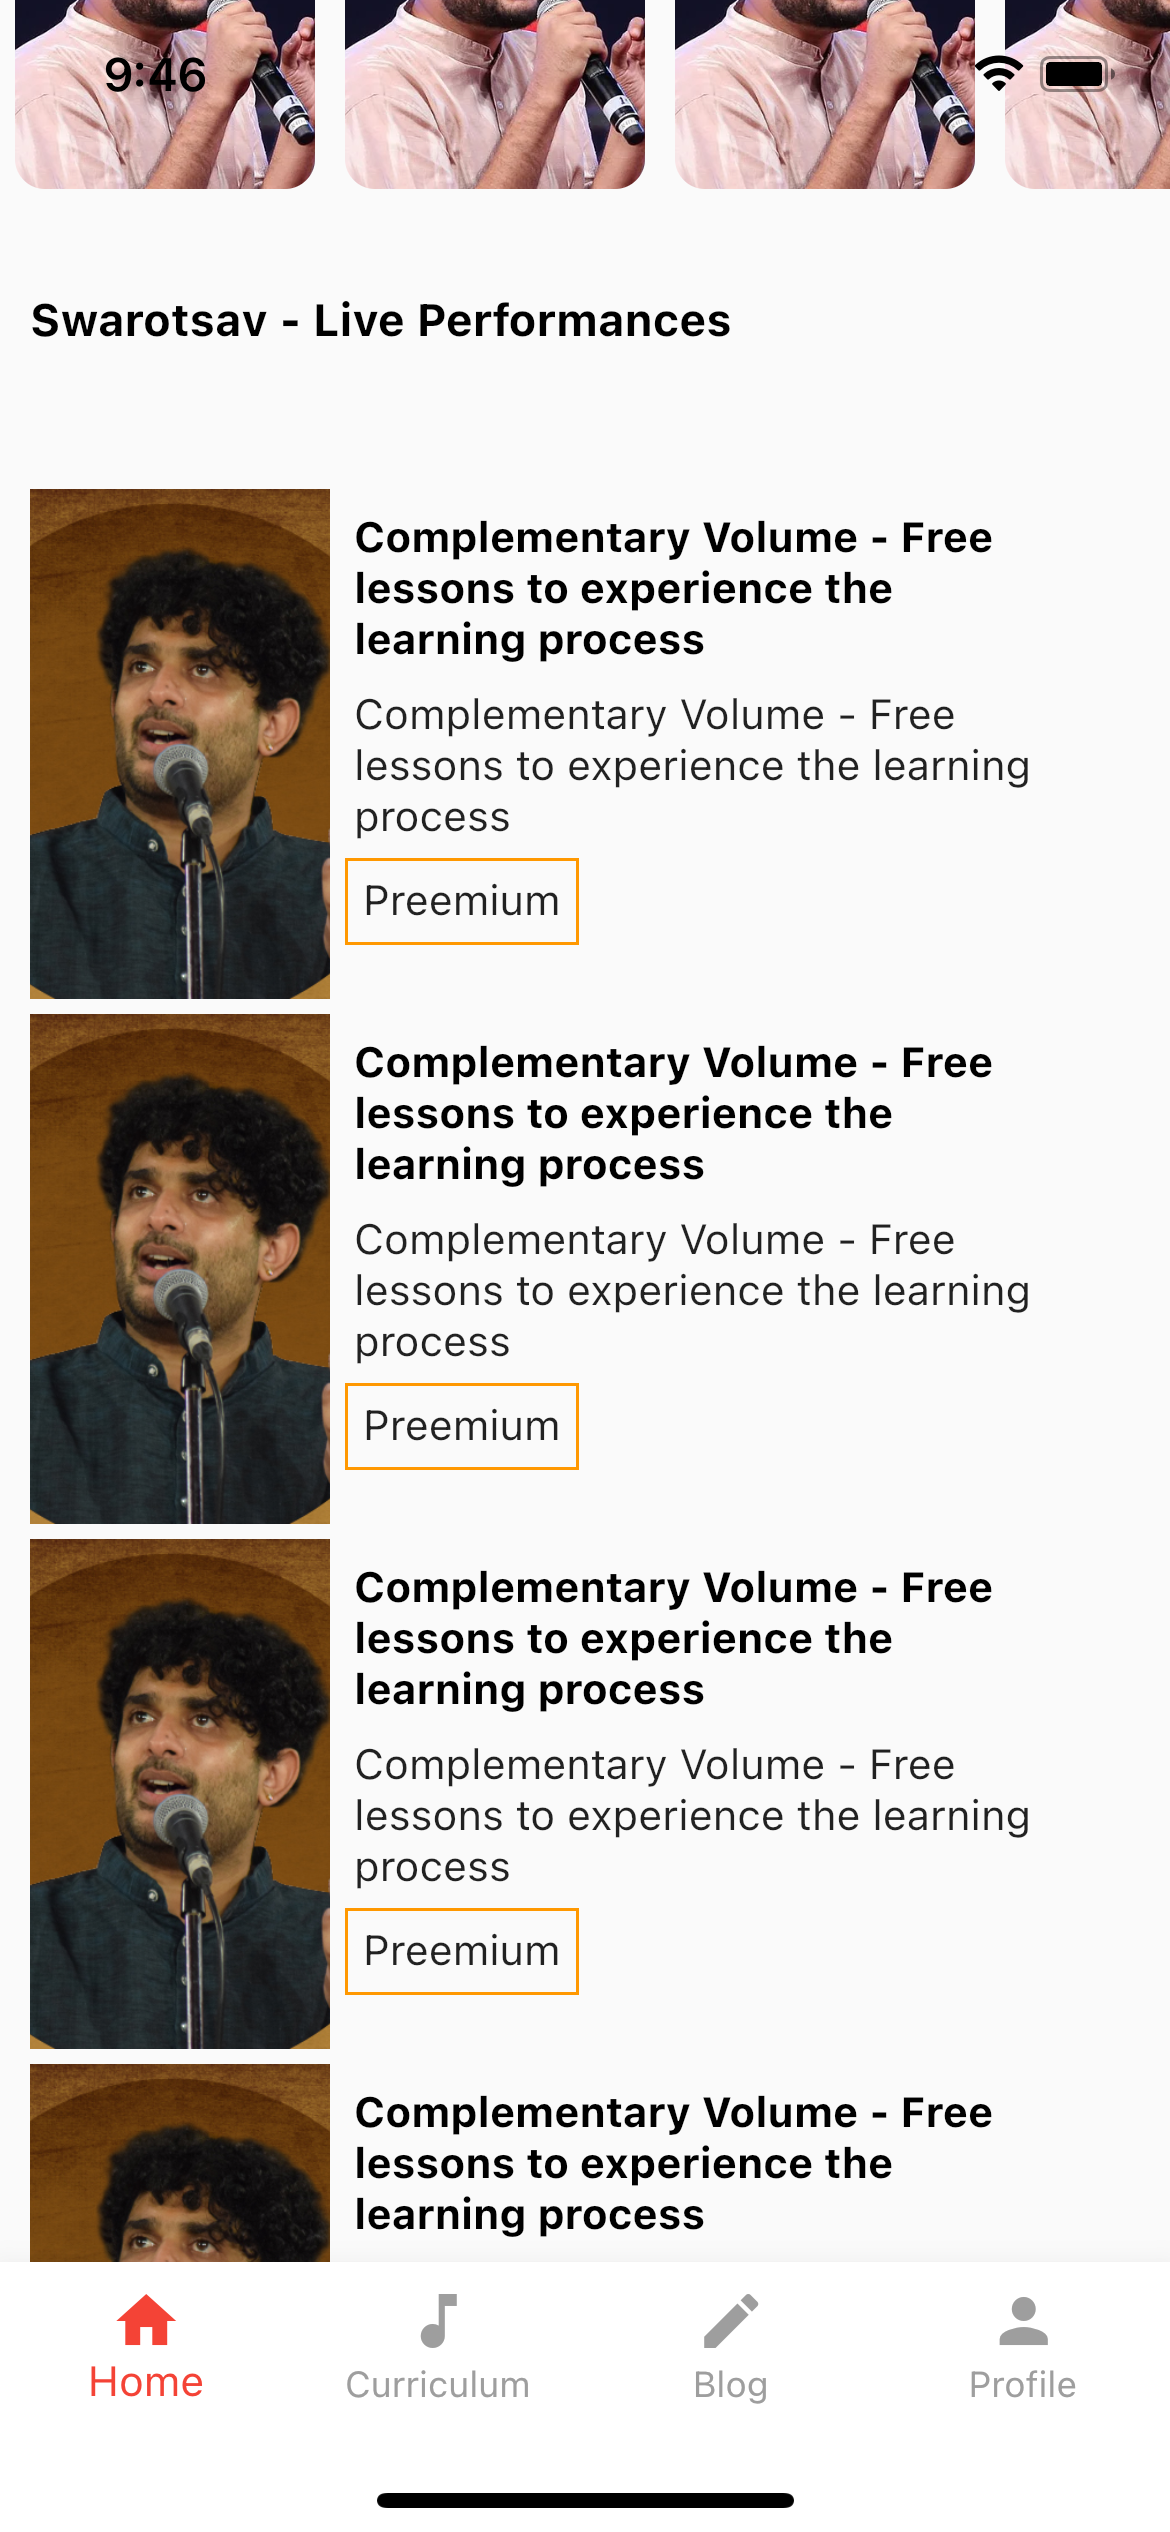 9:46
Swarotsav - Live Performances
Complementary Volume - Free
lessons to experience the
learning process
Complementary Volume - Free
lessons to experience the learning
process
Preemium
Complementary Volume - Free
lessons to experience the
learning process
Complementary Volume - Free
lessons to experience the learning
process
Preemium
Complementary Volume - Free
lessons to experience the
learning process
Complementary Volume - Free
lessons to experience the learning
process
Preemium
Complementary Volume - Free
lessons to experience the
learning process
Home
Curriculum
Blog
Profile